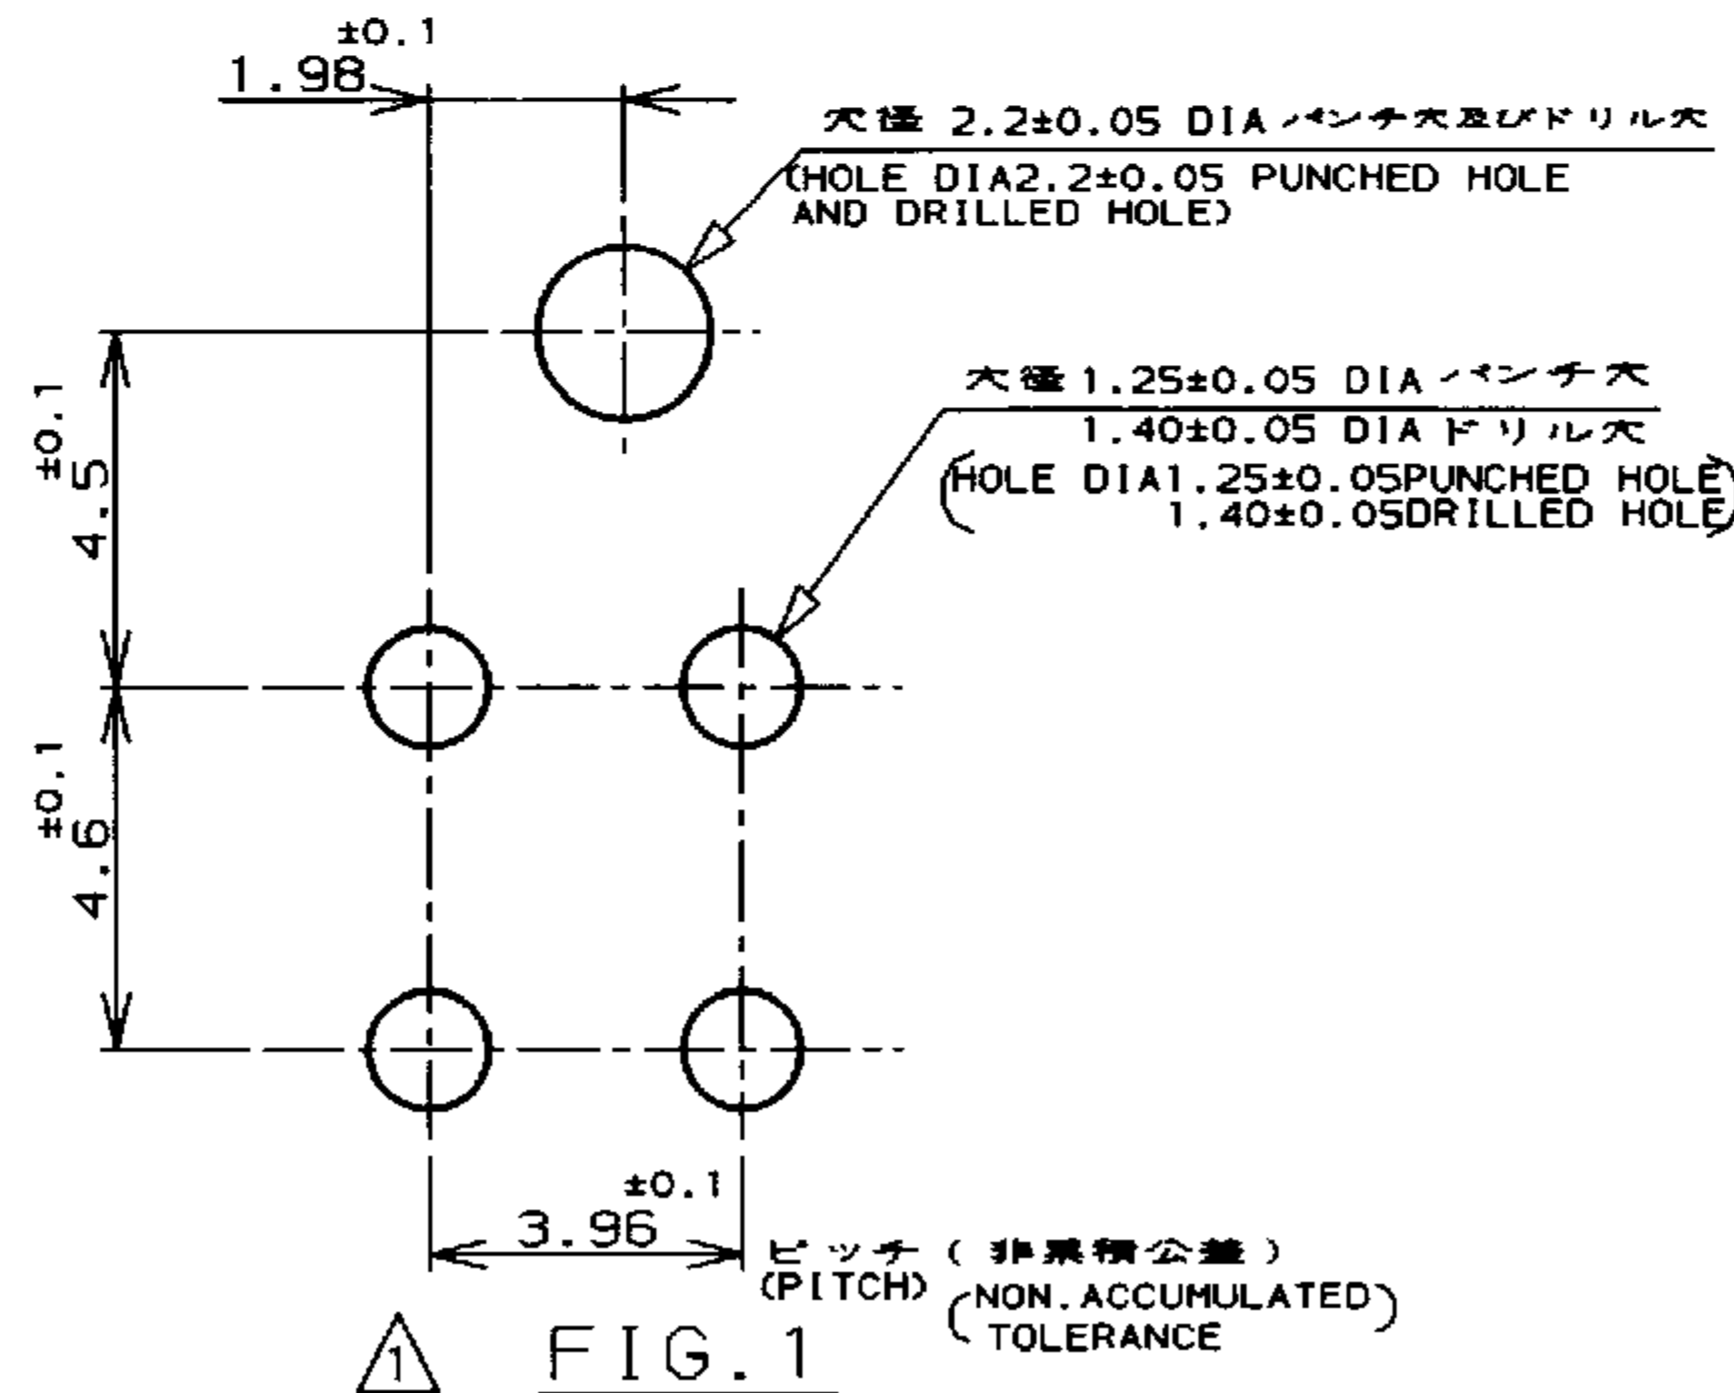 ±0.1
1.98
穴径 2.2±0.05 DIA パンチ穴及びドリル穴
(HOLE DIA2.2±0.05 PUNCHED HOLE
AND DRILLED HOLE)
±0.1
4.5
穴径 1.25±0.05 DIA パンチ穴
1.40±0.05 DIA ドリル穴
(HOLE DIA1.25±0.05PUNCHED HOLE
1.40±0.05DRILLED HOLE)
±0.1
4.6
±0.1
3.96
ピッチ (非累積公差)
(PITCH) (NON.ACCUMULATED
TOLERANCE)
1 FIG.1